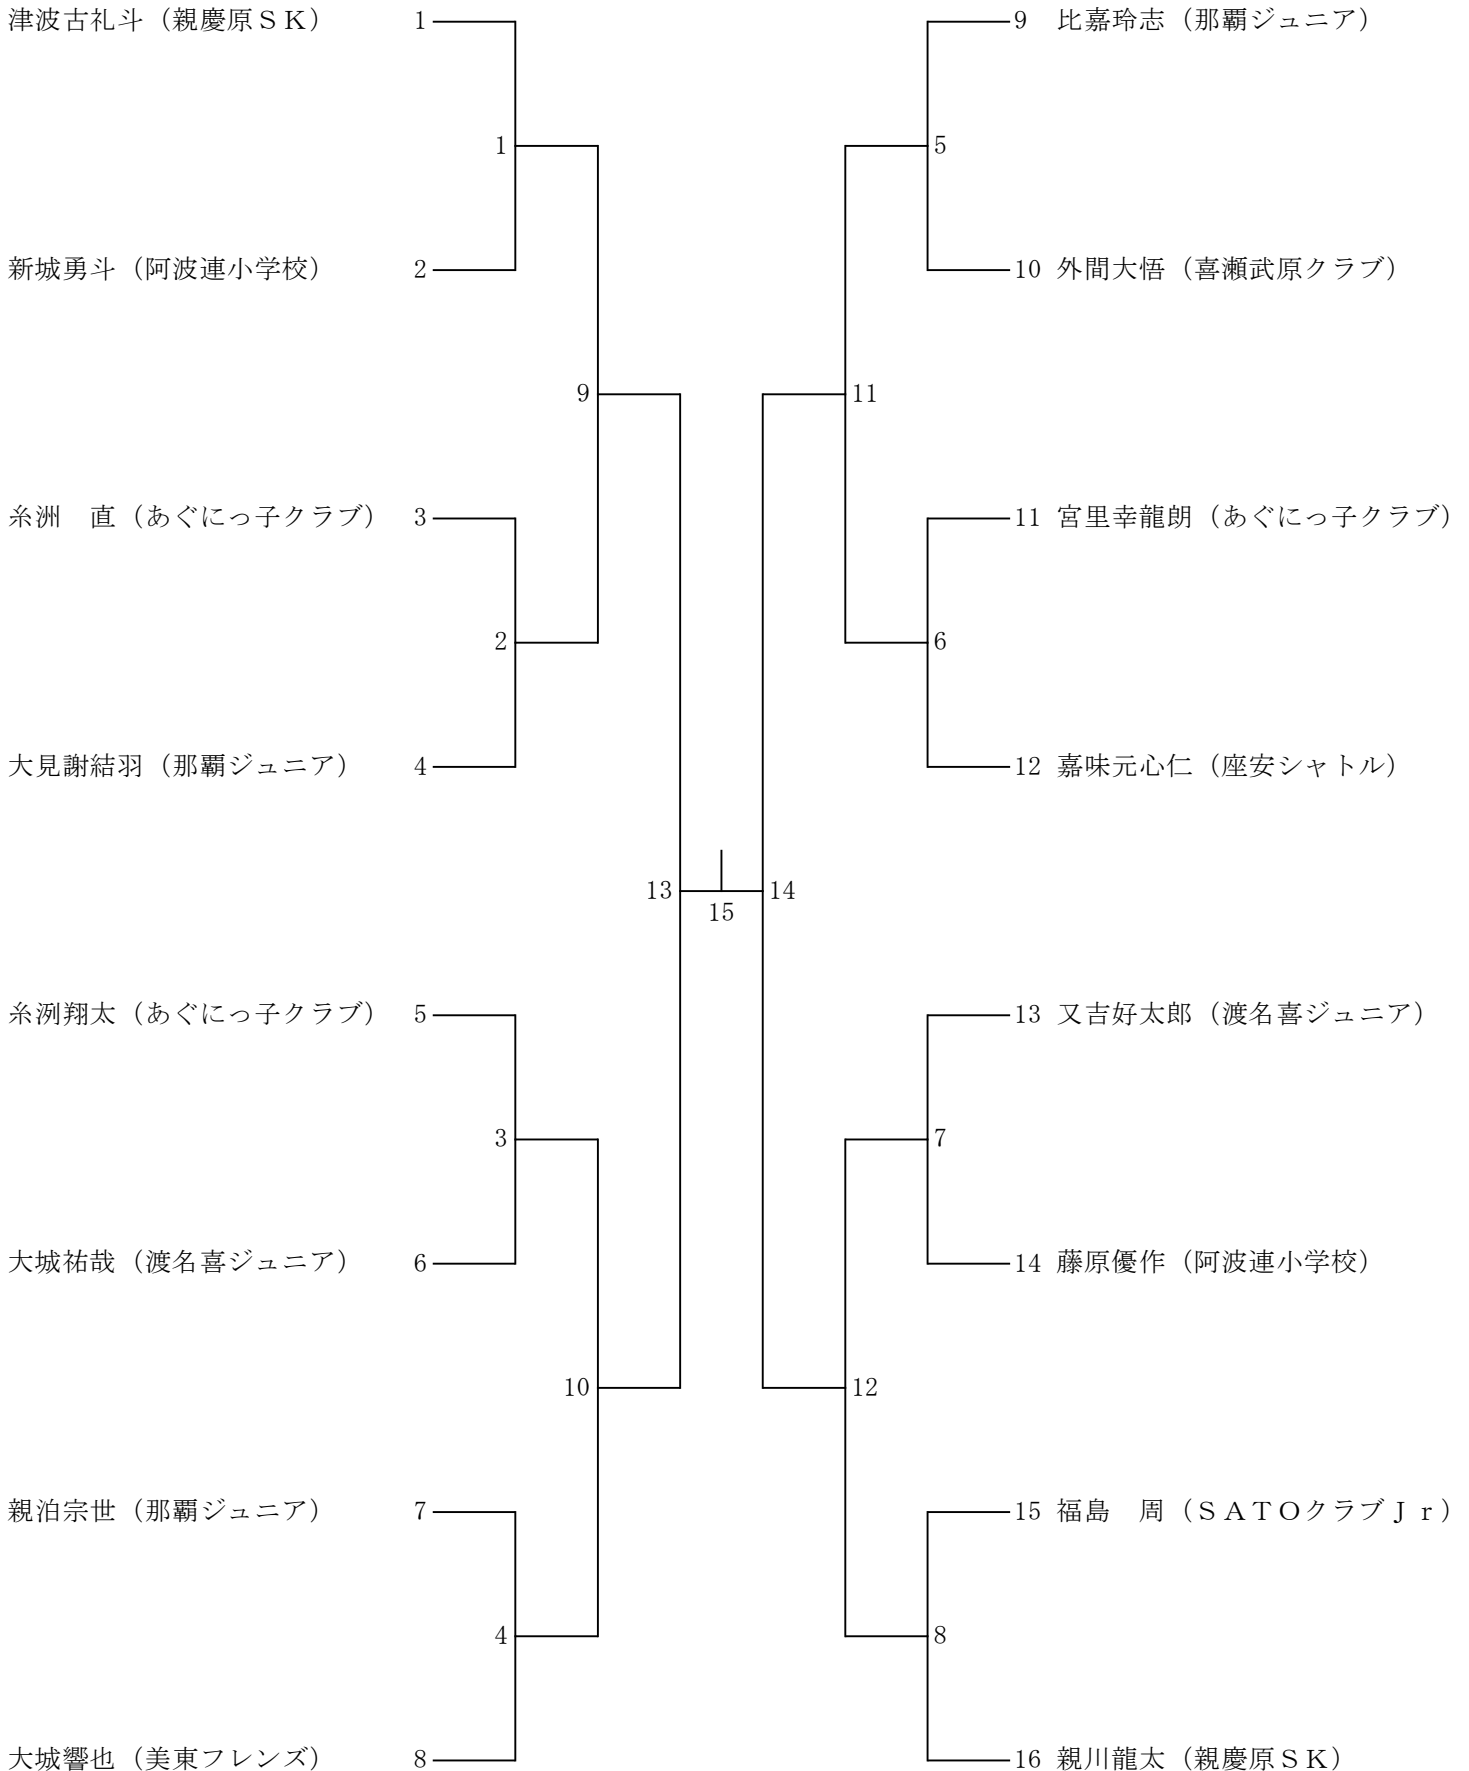 津波古礼斗（親慶原ＳＫ） 1
9 比嘉玲志（那覇ジュニア）
1
5
新城勇斗（阿波連小学校） 2
10 外間大悟（喜瀬武原クラブ）
9
11
糸洲　直（あぐにっ子クラブ） 3
11 宮里幸龍朗（あぐにっ子クラブ）
2
6
大見謝結羽（那覇ジュニア） 4
12 嘉味元心仁（座安シャトル）
13
14
15
糸洌翔太（あぐにっ子クラブ） 5
13 又吉好太郎（渡名喜ジュニア）
3
7
大城祐哉（渡名喜ジュニア） 6
14 藤原優作（阿波連小学校）
10
12
親泊宗世（那覇ジュニア） 7
15 福島　周（ＳＡＴＯクラブＪｒ）
4
8
大城響也（美東フレンズ） 8
16 親川龍太（親慶原ＳＫ）